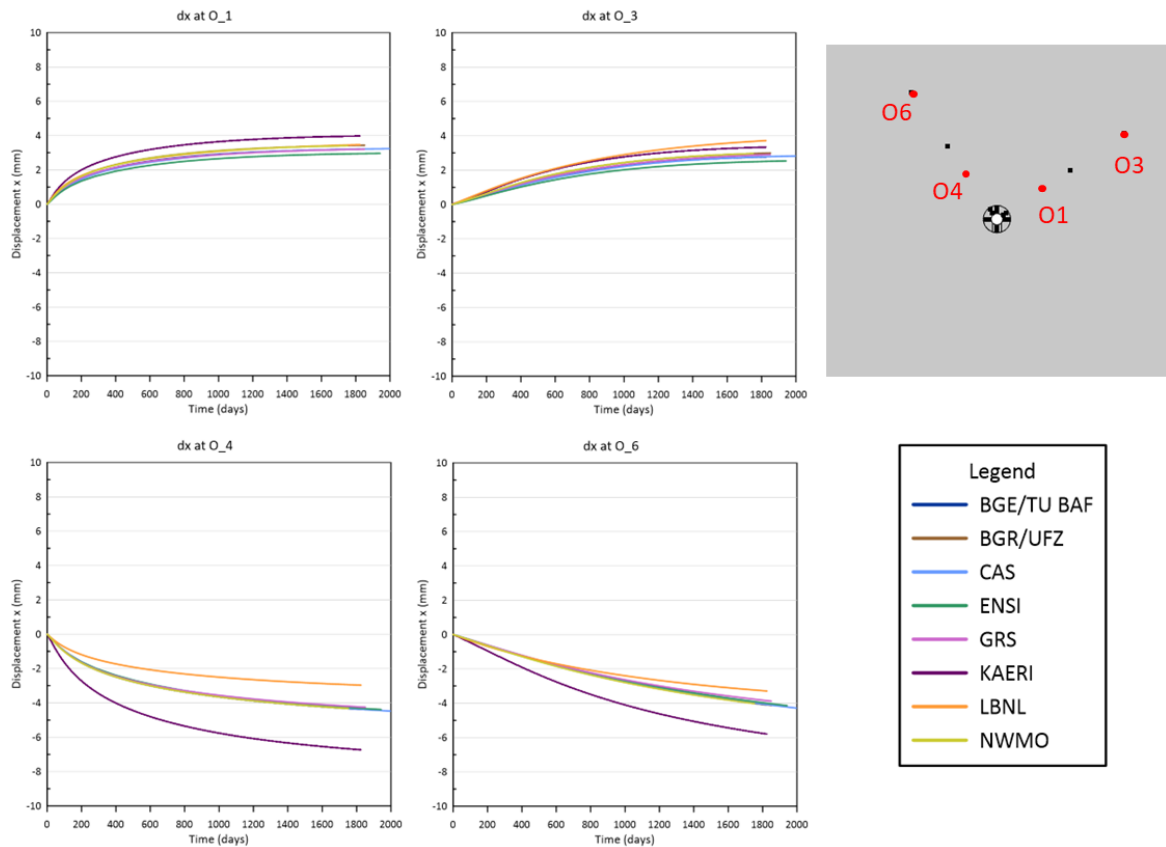 dx at O_1
10
8
6
4
2
0
-2
-4
-6
-8
-10
Displacement x (mm)
0 200 400 600 800 1000 1200 1400 1600 1800 2000
Time (days)
dx at O_3
10
8
6
4
2
0
-2
-4
-6
-8
-10
Displacement x (mm)
0 200 400 600 800 1000 1200 1400 1600 1800 2000
Time (days)
O6
O3
O4
O1
dx at O_4
10
8
6
4
2
0
-2
-4
-6
-8
-10
Displacement x (mm)
0 200 400 600 800 1000 1200 1400 1600 1800 2000
Time (days)
dx at O_6
10
8
6
4
2
0
-2
-4
-6
-8
-10
Displacement x (mm)
0 200 400 600 800 1000 1200 1400 1600 1800 2000
Time (days)
Legend
BGE/TU BAF
BGR/UFZ
CAS
ENSI
GRS
KAERI
LBNL
NWMO